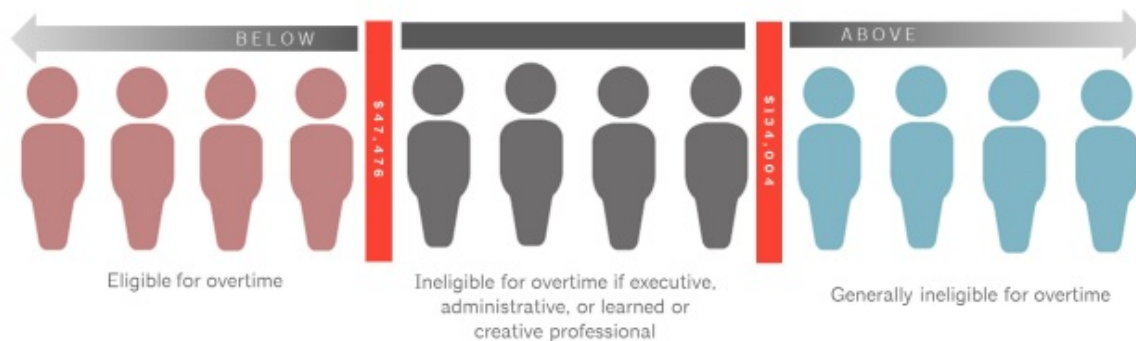 BELOW
ABOVE
$47,476
$134,004
Eligible for overtime
Ineligible for overtime if executive,
administrative, or learned or
creative professional
Generally ineligible for overtime